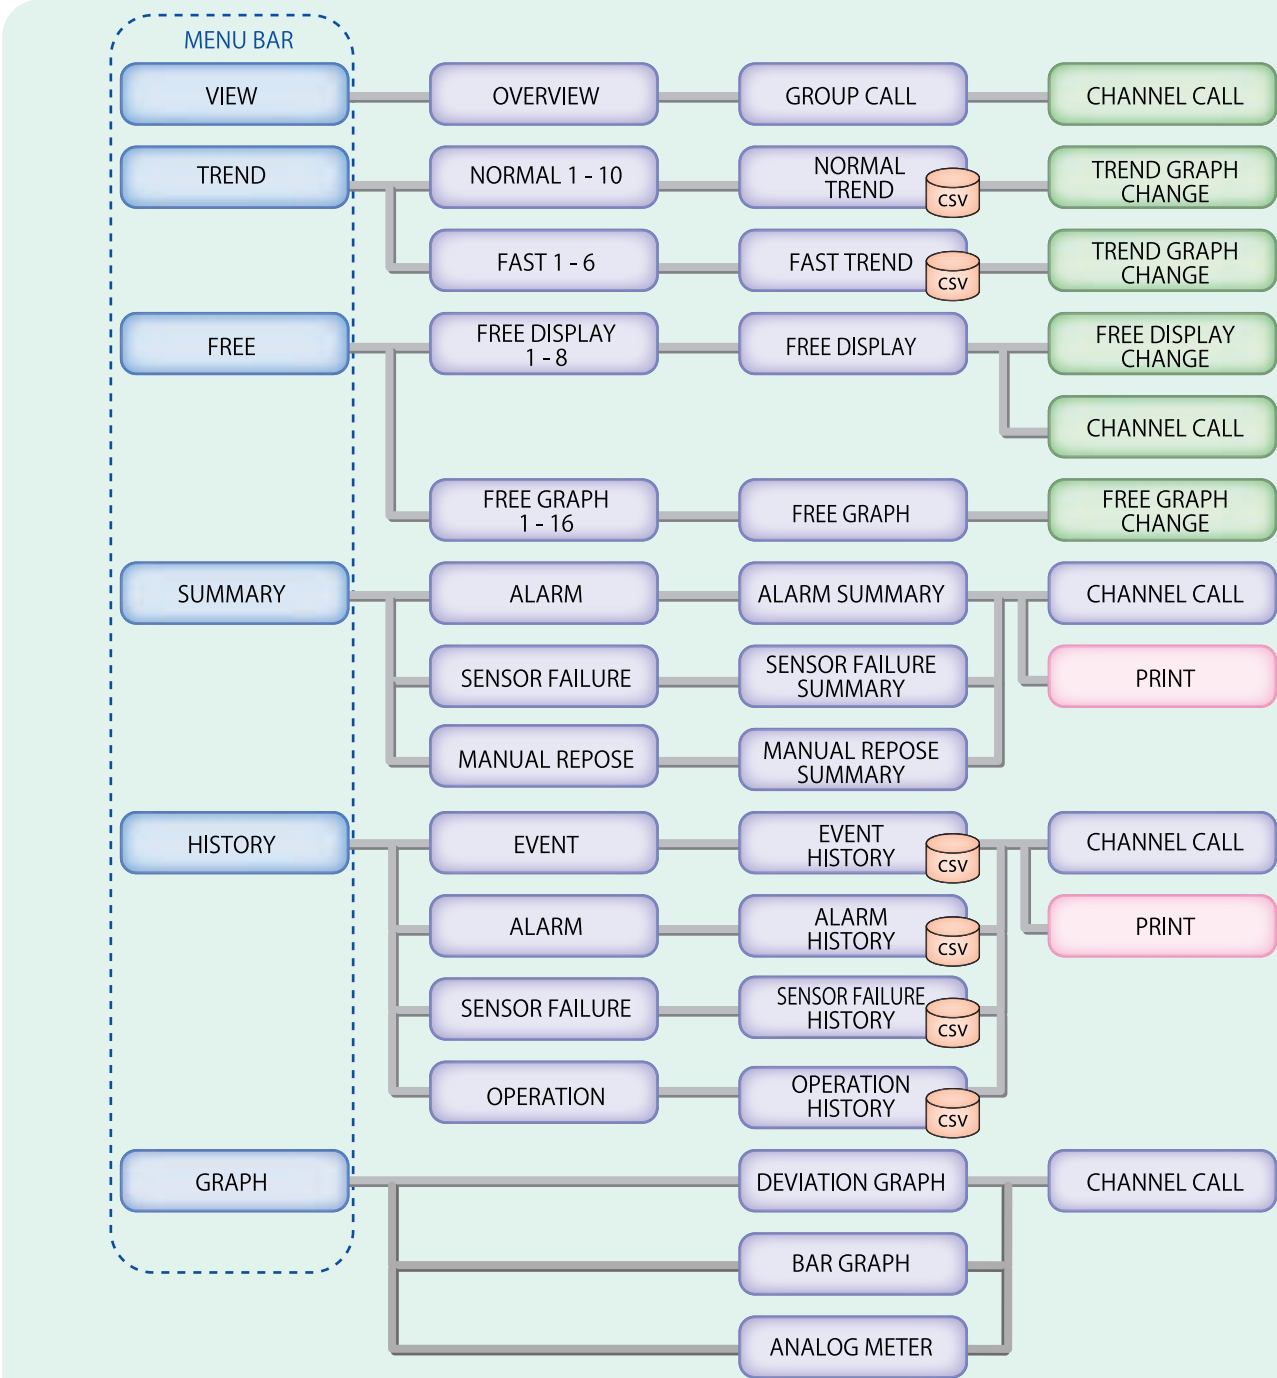 MENU BAR
VIEW
OVERVIEW
GROUP CALL
CHANNEL CALL
TREND
NORMAL 1 - 10
NORMAL
TREND
CSV
TREND GRAPH
CHANGE
FAST 1 - 6
FAST TREND
CSV
TREND GRAPH
CHANGE
FREE
FREE DISPLAY
1 - 8
FREE DISPLAY
FREE DISPLAY
CHANGE
CHANNEL CALL
FREE GRAPH
1 - 16
FREE GRAPH
FREE GRAPH
CHANGE
SUMMARY
ALARM
ALARM SUMMARY
CHANNEL CALL
SENSOR FAILURE
SENSOR FAILURE
SUMMARY
PRINT
MANUAL REPOSE
MANUAL REPOSE
SUMMARY
HISTORY
EVENT
EVENT
HISTORY
CSV
CHANNEL CALL
ALARM
ALARM
HISTORY
CSV
PRINT
SENSOR FAILURE
SENSOR FAILURE
HISTORY
CSV
OPERATION
OPERATION
HISTORY
CSV
GRAPH
DEVIATION GRAPH
CHANNEL CALL
BAR GRAPH
ANALOG METER